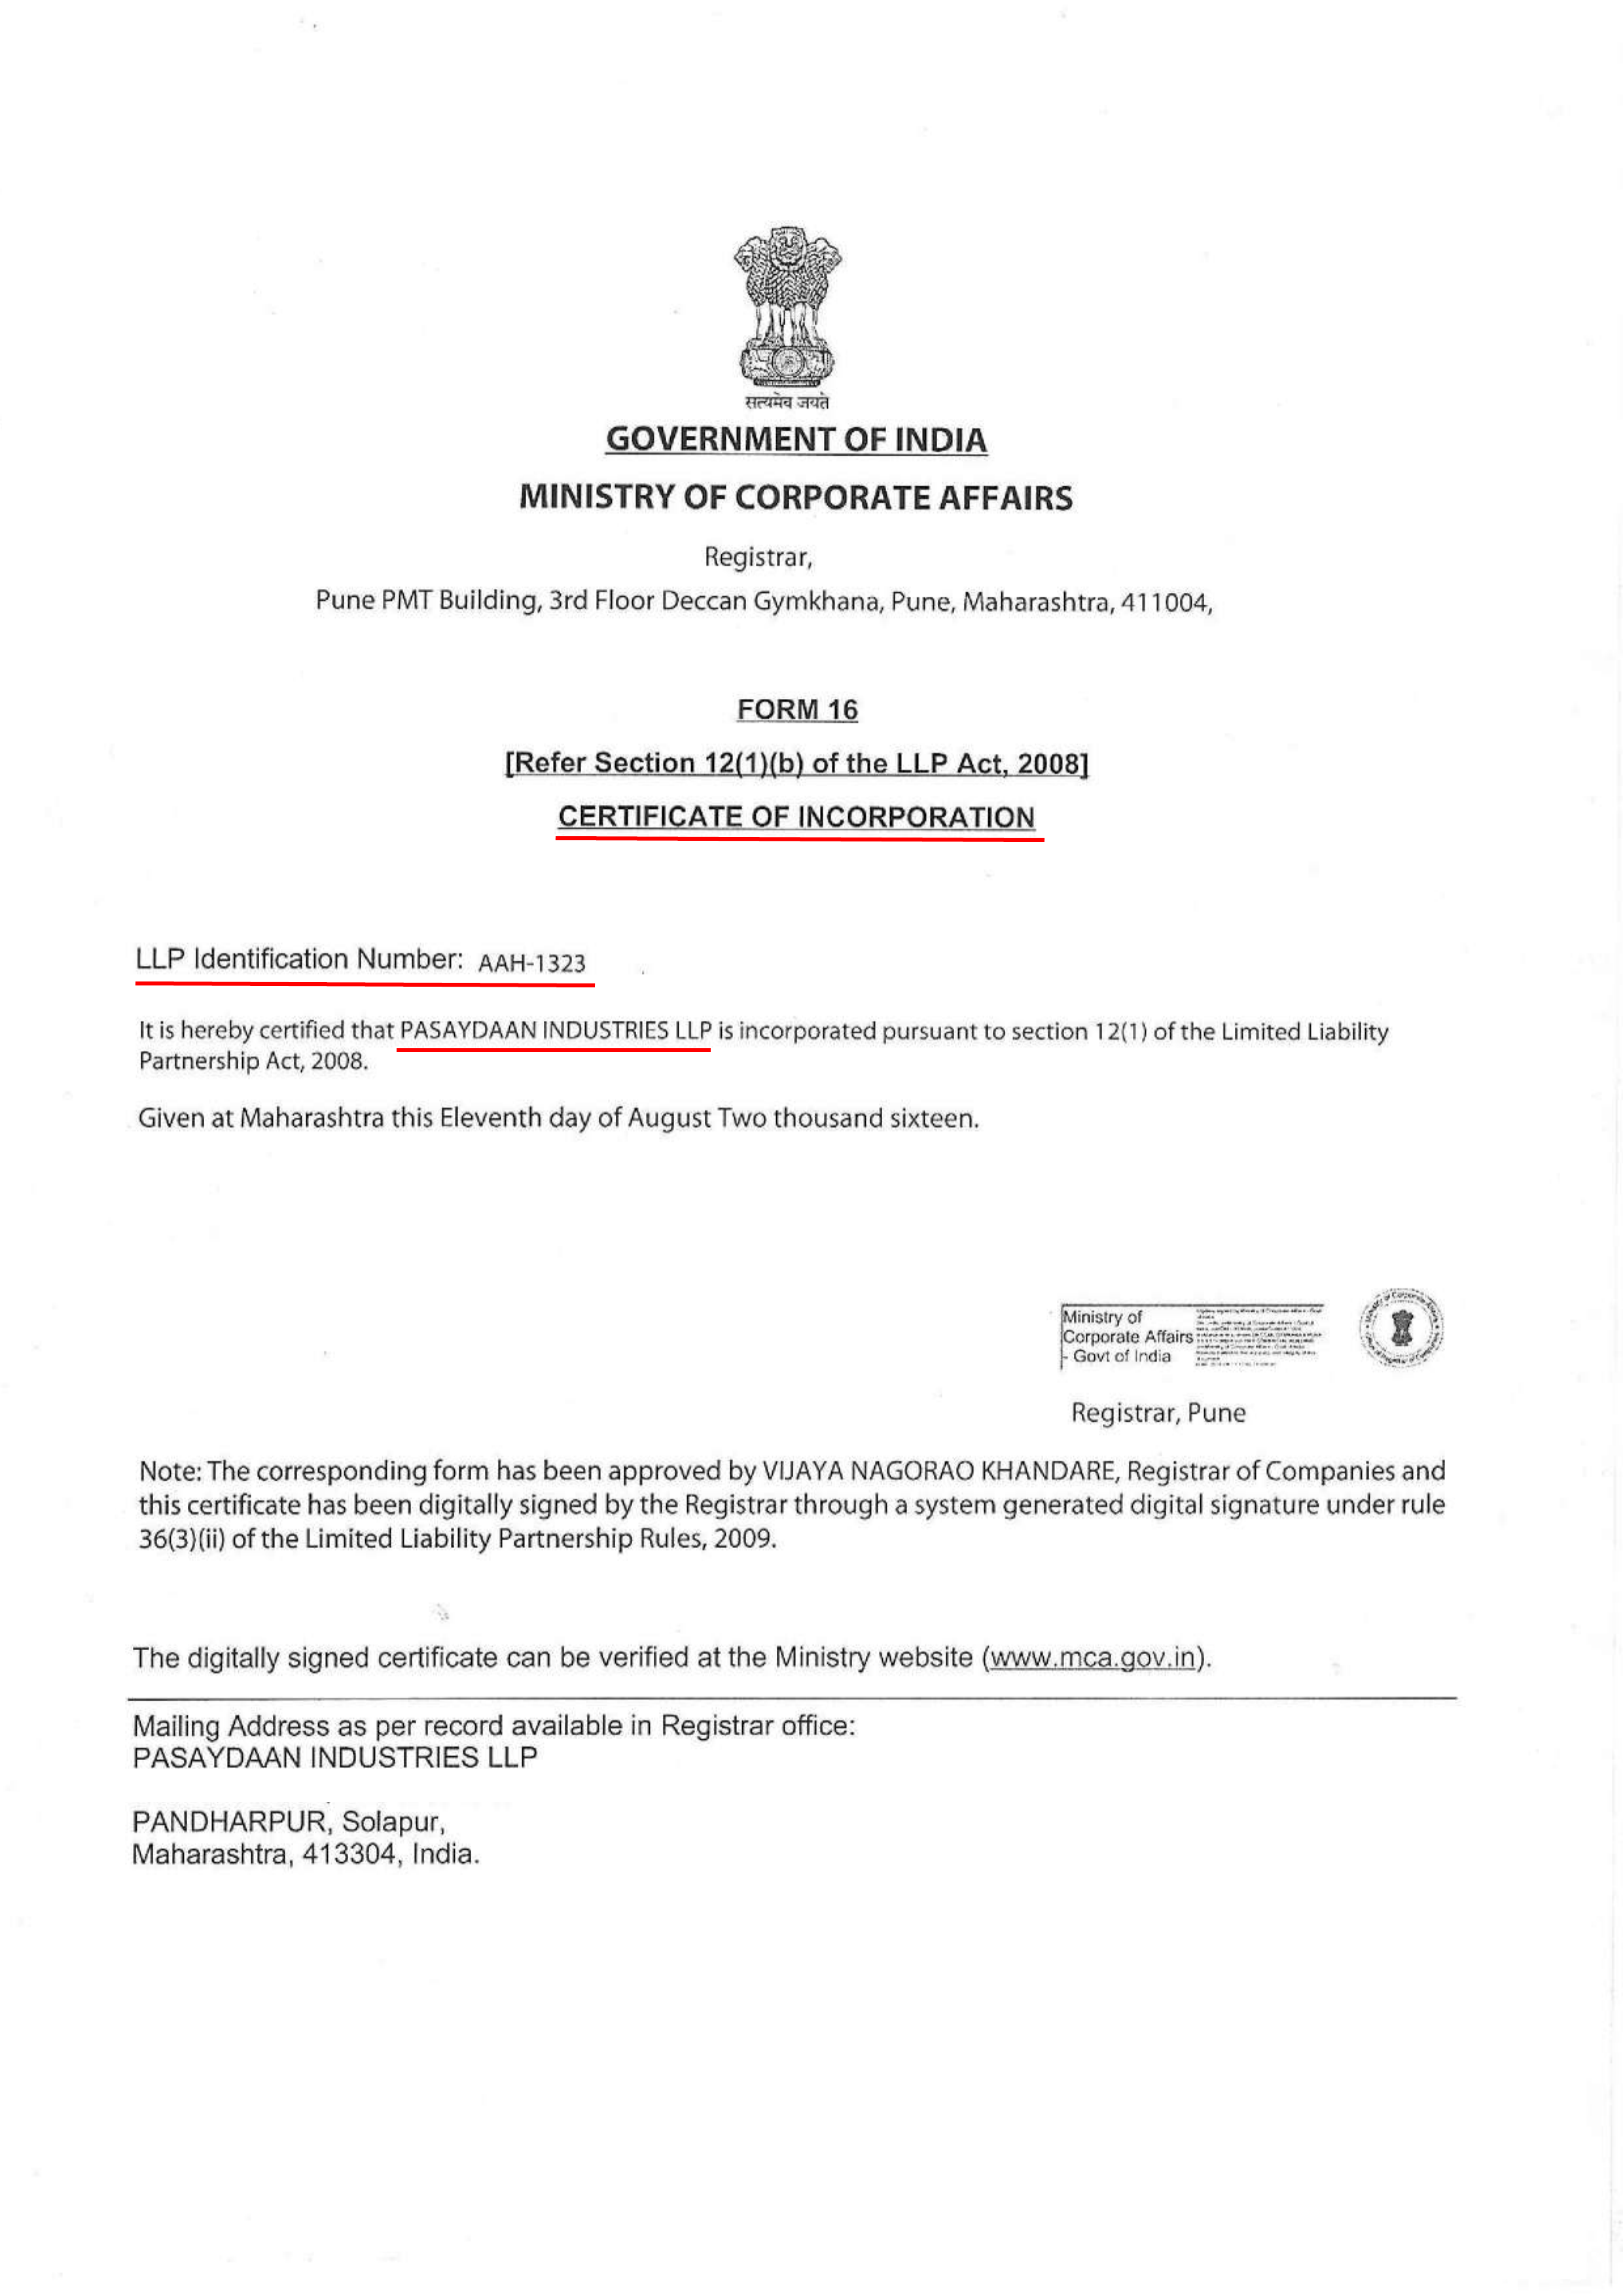 सत्यमेव जयते
GOVERNMENT OF INDIA
MINISTRY OF CORPORATE AFFAIRS
Registrar,
Pune PMT Building, 3rd Floor Deccan Gymkhana, Pune, Maharashtra, 411004,
FORM 16
[Refer Section 12(1)(b) of the LLP Act, 2008]
CERTIFICATE OF INCORPORATION
LLP Identification Number: AAH-1323
It is hereby certified that PASAYDAAN INDUSTRIES LLP is incorporated pursuant to section 12(1) of the Limited Liability
Partnership Act, 2008.
Given at Maharashtra this Eleventh day of August Two thousand sixteen.
Ministry of
Corporate Affairs
- Govt of India
Registrar, Pune
Note: The corresponding form has been approved by VIJAYA NAGORAO KHANDARE, Registrar of Companies and
this certificate has been digitally signed by the Registrar through a system generated digital signature under rule
36(3)(ii) of the Limited Liability Partnership Rules, 2009.
The digitally signed certificate can be verified at the Ministry website (www.mca.gov.in).
Mailing Address as per record available in Registrar office:
PASAYDAAN INDUSTRIES LLP
PANDHARPUR, Solapur,
Maharashtra, 413304, India.